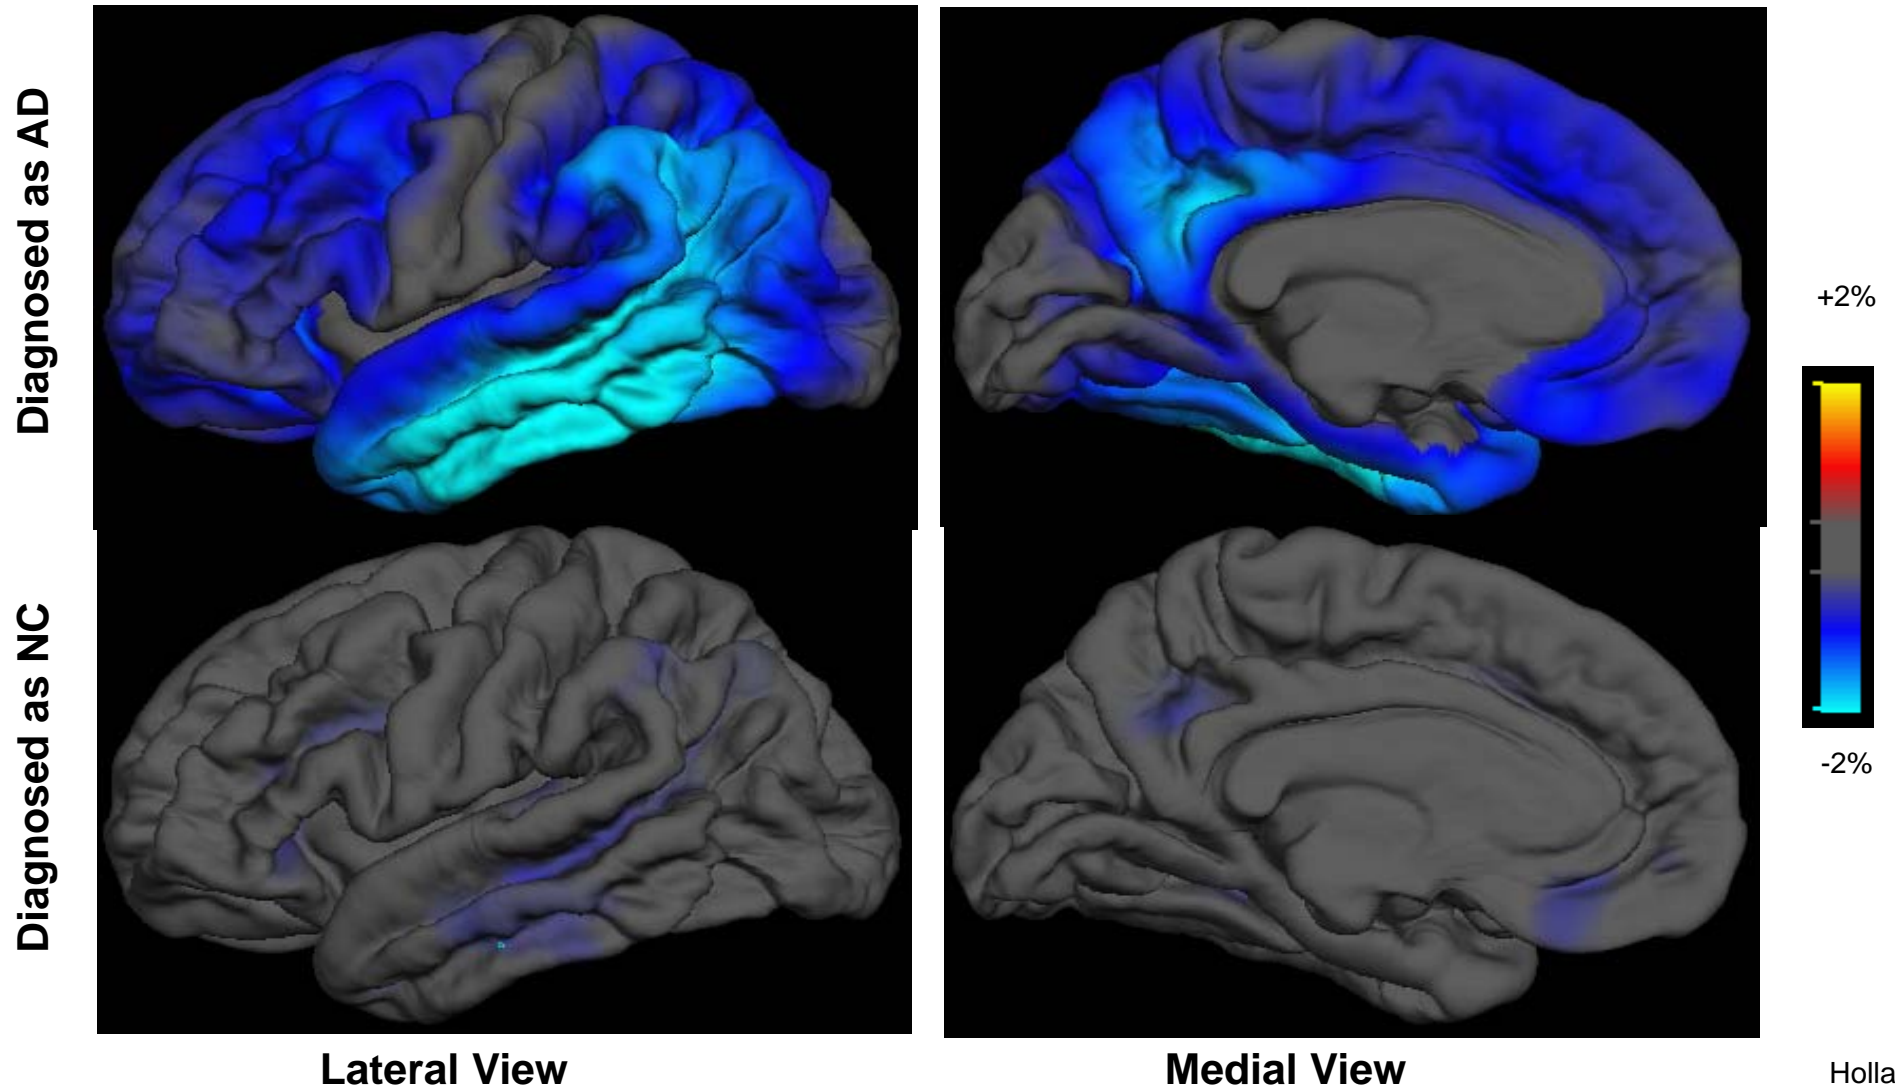 Diagnosed as AD
+2%
-2%
Diagnosed as NC
Lateral View
Medial View
Holla